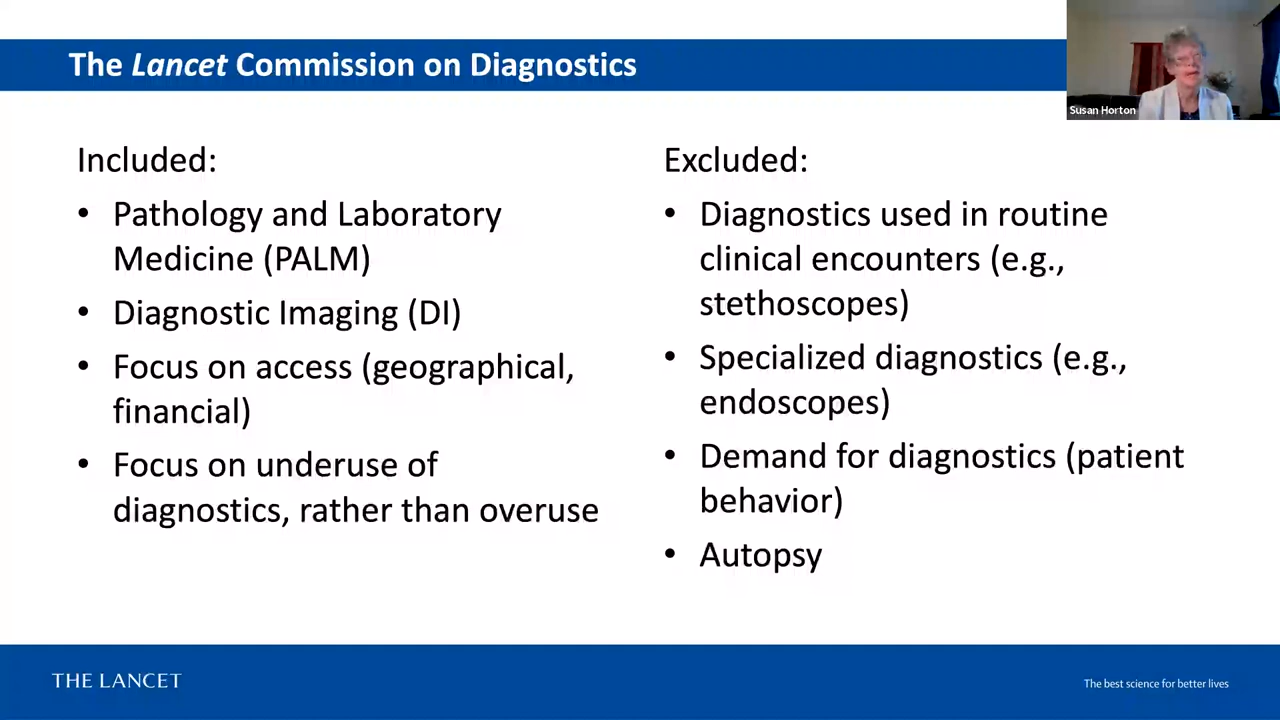 The Lancet Commission on Diagnostics
Susan Horton
Included:
• Pathology and Laboratory
Medicine (PALM)
• Diagnostic Imaging (DI)
• Focus on access (geographical,
financial)
• Focus on underuse of
diagnostics, rather than overuse
Excluded:
• Diagnostics used in routine
clinical encounters (e.g.,
stethoscopes)
• Specialized diagnostics (e.g.,
endoscopes)
• Demand for diagnostics (patient
behavior)
• Autopsy
THE LANCET
The best science for better lives